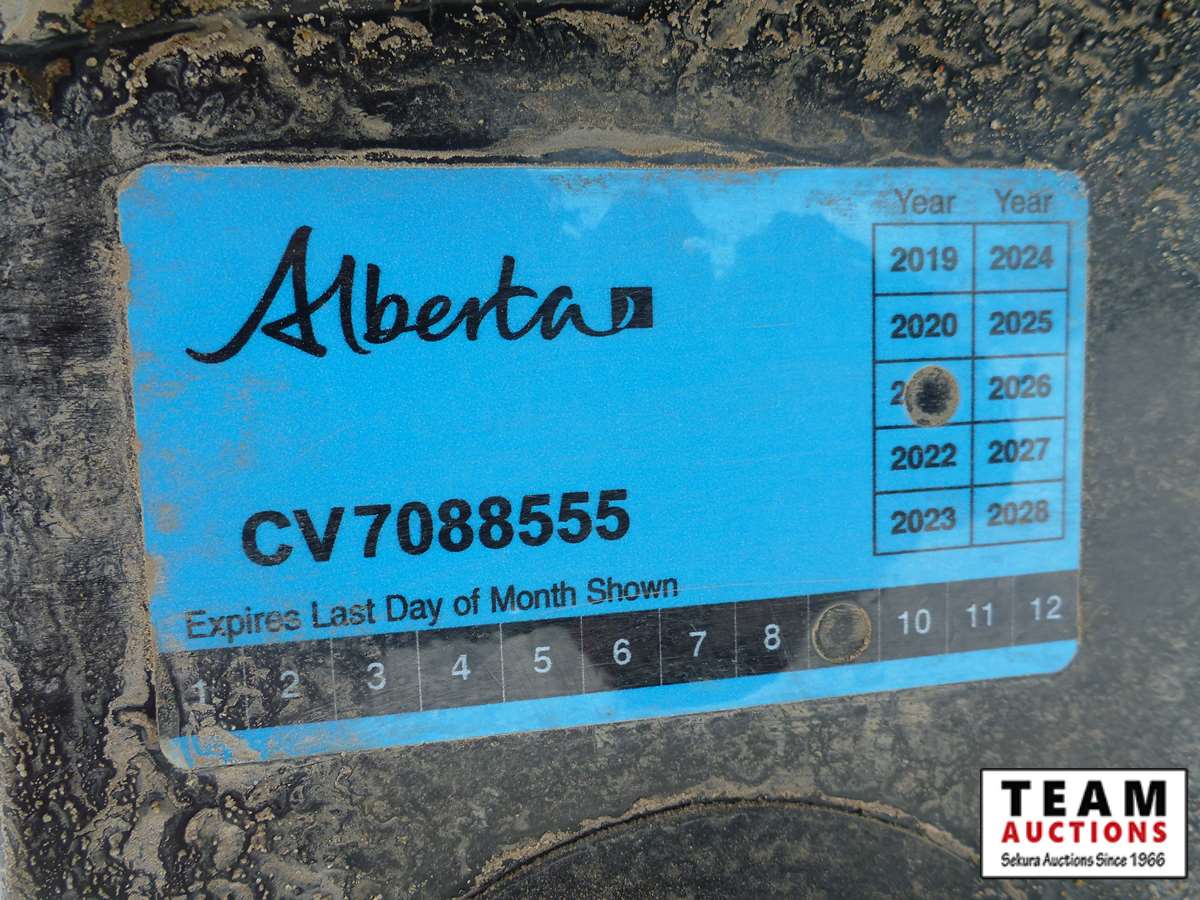 Alberta
Year Year
2019 2024
2020 2025
2026
2022 2027
2023 2028
CV7088555
Expires Last Day of Month Shown
1 2 3 4 5 6 7 8 10 11 12
TEAM
AUCTIONS
Sekura Auctions Since 1966